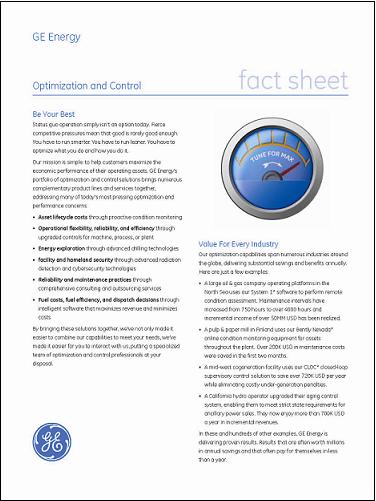 GE Energy
Optimization and Control
fact sheet
Be Your Best
Status quo operation simply isn't an option today. Fierce
competitive pressures mean that good is rarely good enough.
You have to run smarter. You have to run leaner. You have to
optimize what you do and how you do it.
Our mission is simple: to help customers maximize the
economic performance of their operating assets. GE Energy's
portfolio of optimization and control solutions brings numerous
complementary product lines and services together,
addressing many of today's most pressing optimization and
performance concerns:
• Asset lifecycle costs through proactive condition monitoring
• Operational flexibility, reliability, and efficiency through
upgraded controls for machine, process, or plant
• Energy exploration through advanced drilling technologies
• Facility and homeland security through advanced radiation
detection and cybersecurity technologies
• Reliability and maintenance practices through
comprehensive consulting and outsourcing services
• Fuel costs, fuel efficiency, and dispatch decisions through
intelligent software that maximizes revenue and minimizes
costs
By bringing these solutions together, we've not only made it
easier to combine our capabilities to meet your needs, we've
made it easier for you to interact with us, putting a specialized
team of optimization and control professionals at your
disposal.
GE
TUNE FOR MAX
Value For Every Industry
Our optimization capabilities span numerous industries around
the globe, delivering substantial savings and benefits annually.
Here are just a few examples:
• A large oil & gas company operating platforms in the
North Sea uses our System 1* software to perform remote
condition assessment. Maintenance intervals have
increased from 750 hours to over 4000 hours and
incremental income of over 50MM USD has been realized.
• A pulp & paper mill in Finland uses our Bently Nevada*
online condition monitoring equipment for assets
throughout the plant. Over 200K USD in maintenance costs
were saved in the first two months.
• A mid-west cogeneration facility uses our CLOC* closed-loop
supervisory control solution to save over 720K USD per year
while eliminating costly under-generation penalties.
• A California hydro operator upgraded their aging control
system, enabling them to meet strict state requirements for
ancillary power sales. They now enjoy more than 700K USD
a year in incremental revenues.
In these and hundreds of other examples, GE Energy is
delivering proven results. Results that are often worth millions
in annual savings and that often pay for themselves in less
than a year.